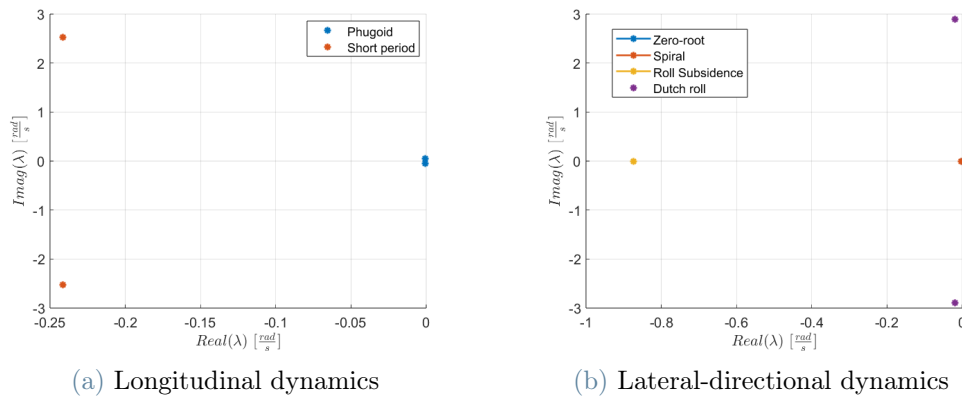 3
2
1
0
-1
-2
-3
-0.25
-0.2
-0.15
-0.1
-0.05
0
Imag(λ) [rad/s]
Real(λ) [rad/s]
Phugoid
Short period
(a) Longitudinal dynamics
3
2
1
0
-1
-2
-3
-1
-0.8
-0.6
-0.4
-0.2
0
Imag(λ) [rad/s]
Real(λ) [rad/s]
Zero-root
Spiral
Roll Subsidence
Dutch roll
(b) Lateral-directional dynamics